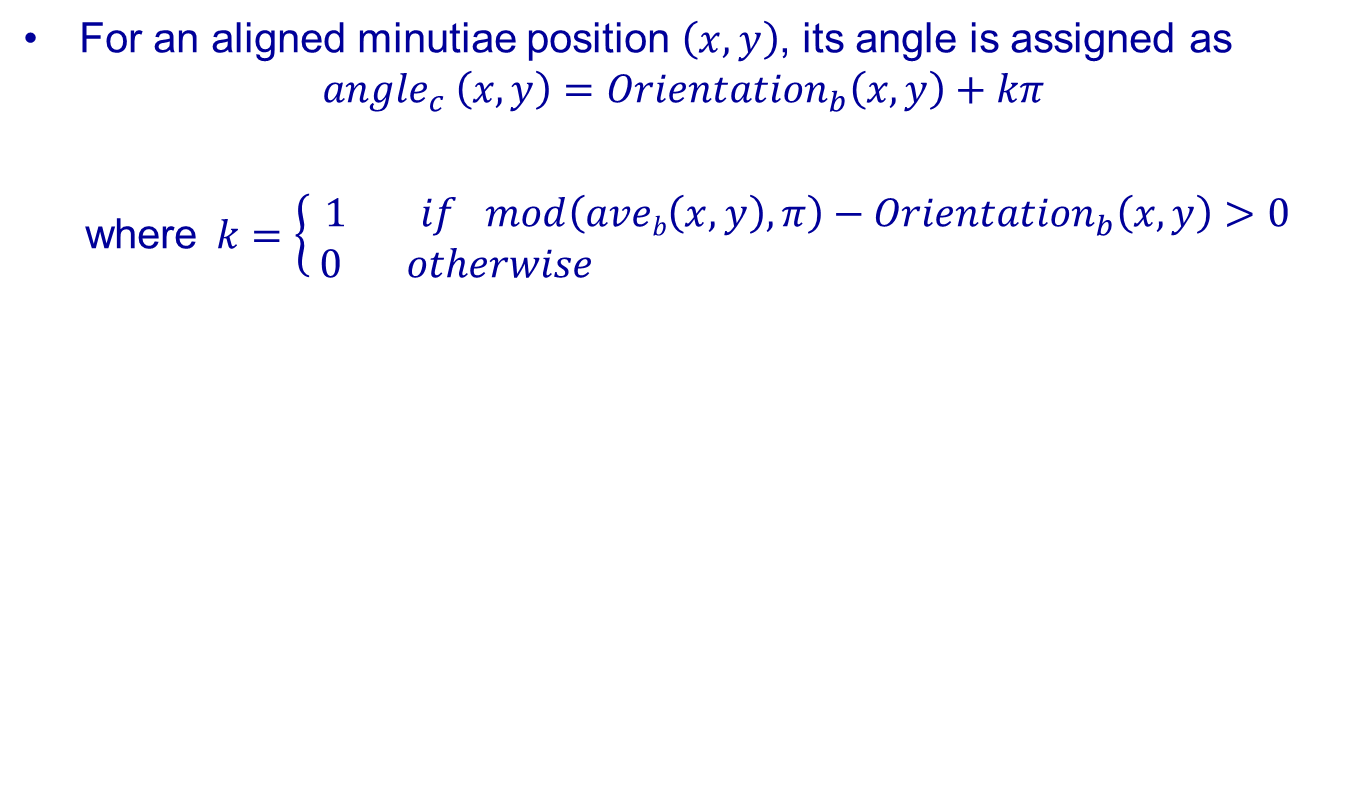 • For an aligned minutiae position (𝑥, 𝑦), its angle is assigned as
𝑎𝑛𝑔𝑙𝑒_𝑐 (𝑥, 𝑦) = 𝑂𝑟𝑖𝑒𝑛𝑡𝑎𝑡𝑖𝑜𝑛_𝑏(𝑥, 𝑦) + 𝑘𝜋
where 𝑘 = { 1 𝑖𝑓 𝑚𝑜𝑑(𝑎𝑣𝑒_𝑏(𝑥, 𝑦), 𝜋) − 𝑂𝑟𝑖𝑒𝑛𝑡𝑎𝑡𝑖𝑜𝑛_𝑏(𝑥, 𝑦) > 0
0 𝑜𝑡ℎ𝑒𝑟𝑤𝑖𝑠𝑒